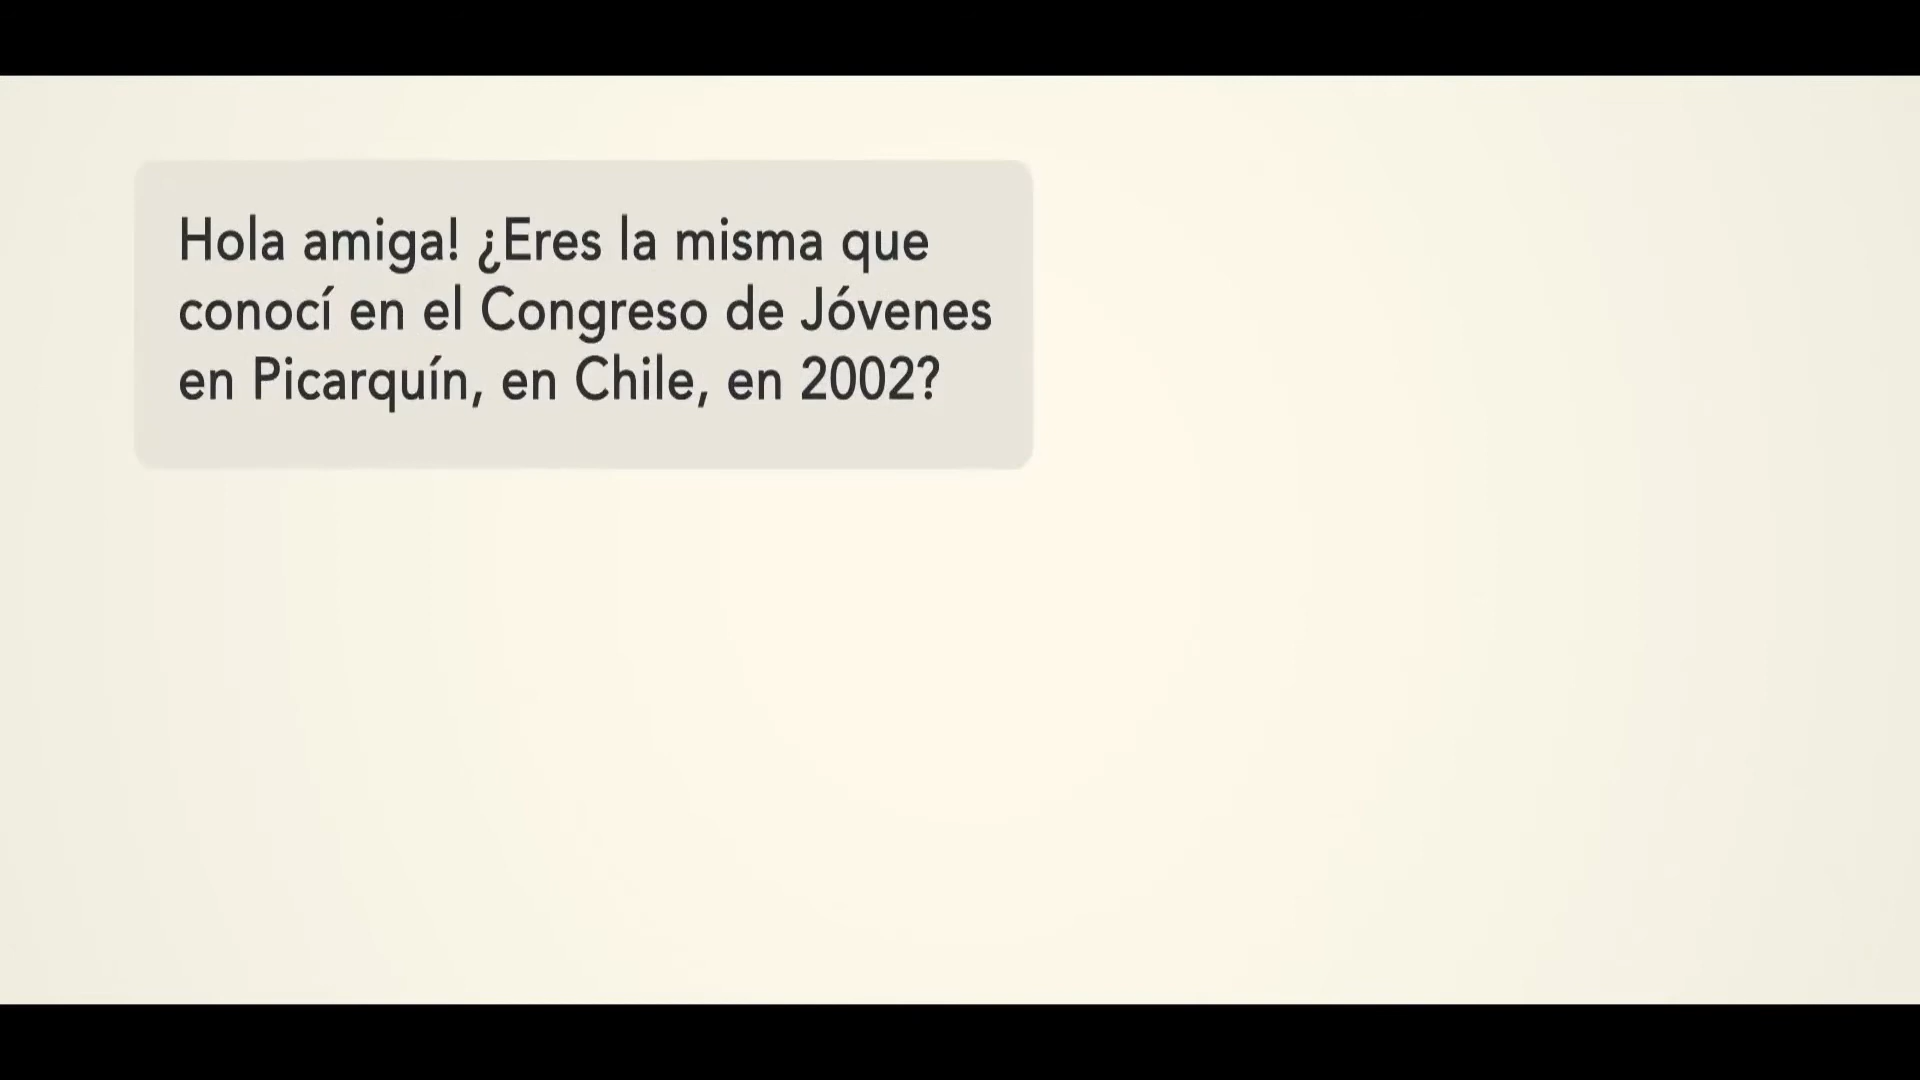 Hola amiga! ¿Eres la misma que
conocí en el Congreso de Jóvenes
en Picarquín, en Chile, en 2002?